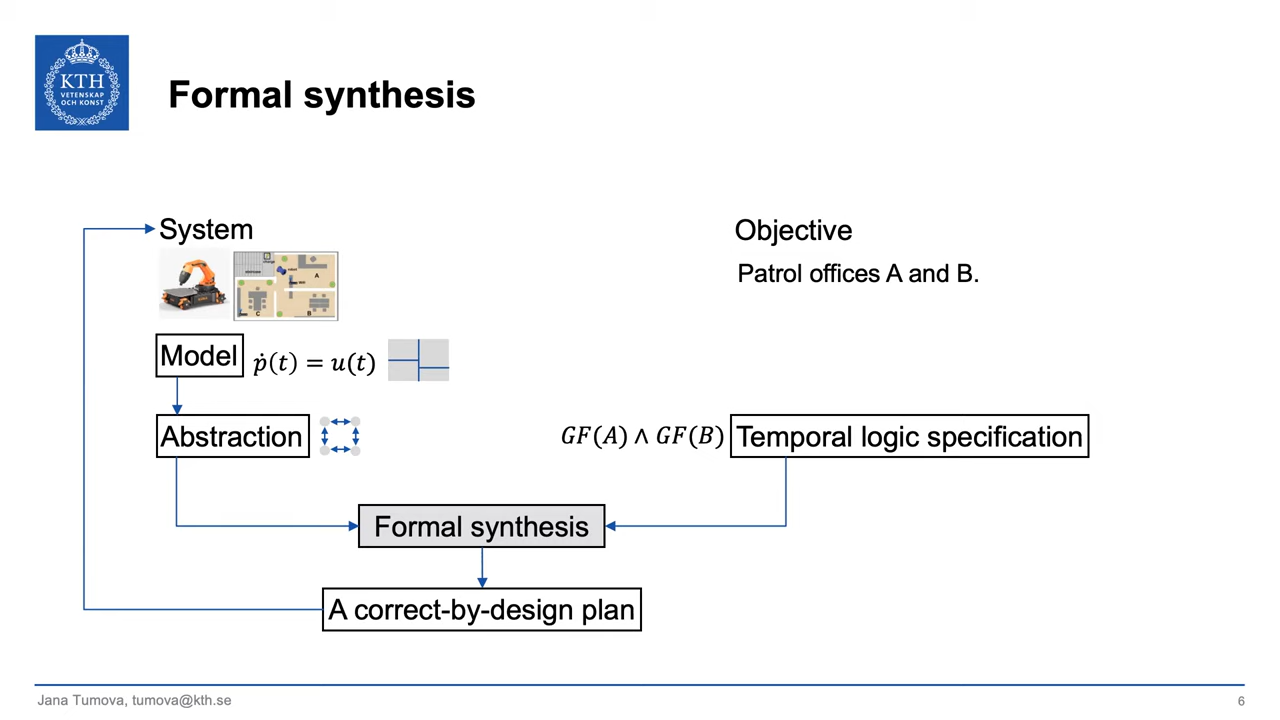 KTH
VETENSKAP
OCH KONST
Formal synthesis
System
Objective
Patrol offices A and B.
A
C
B
Model
ṗ(t) = u(t)
Abstraction
GF(A) ∧ GF(B)
Temporal logic specification
Formal synthesis
A correct-by-design plan
Jana Tumova, tumova@kth.se
6